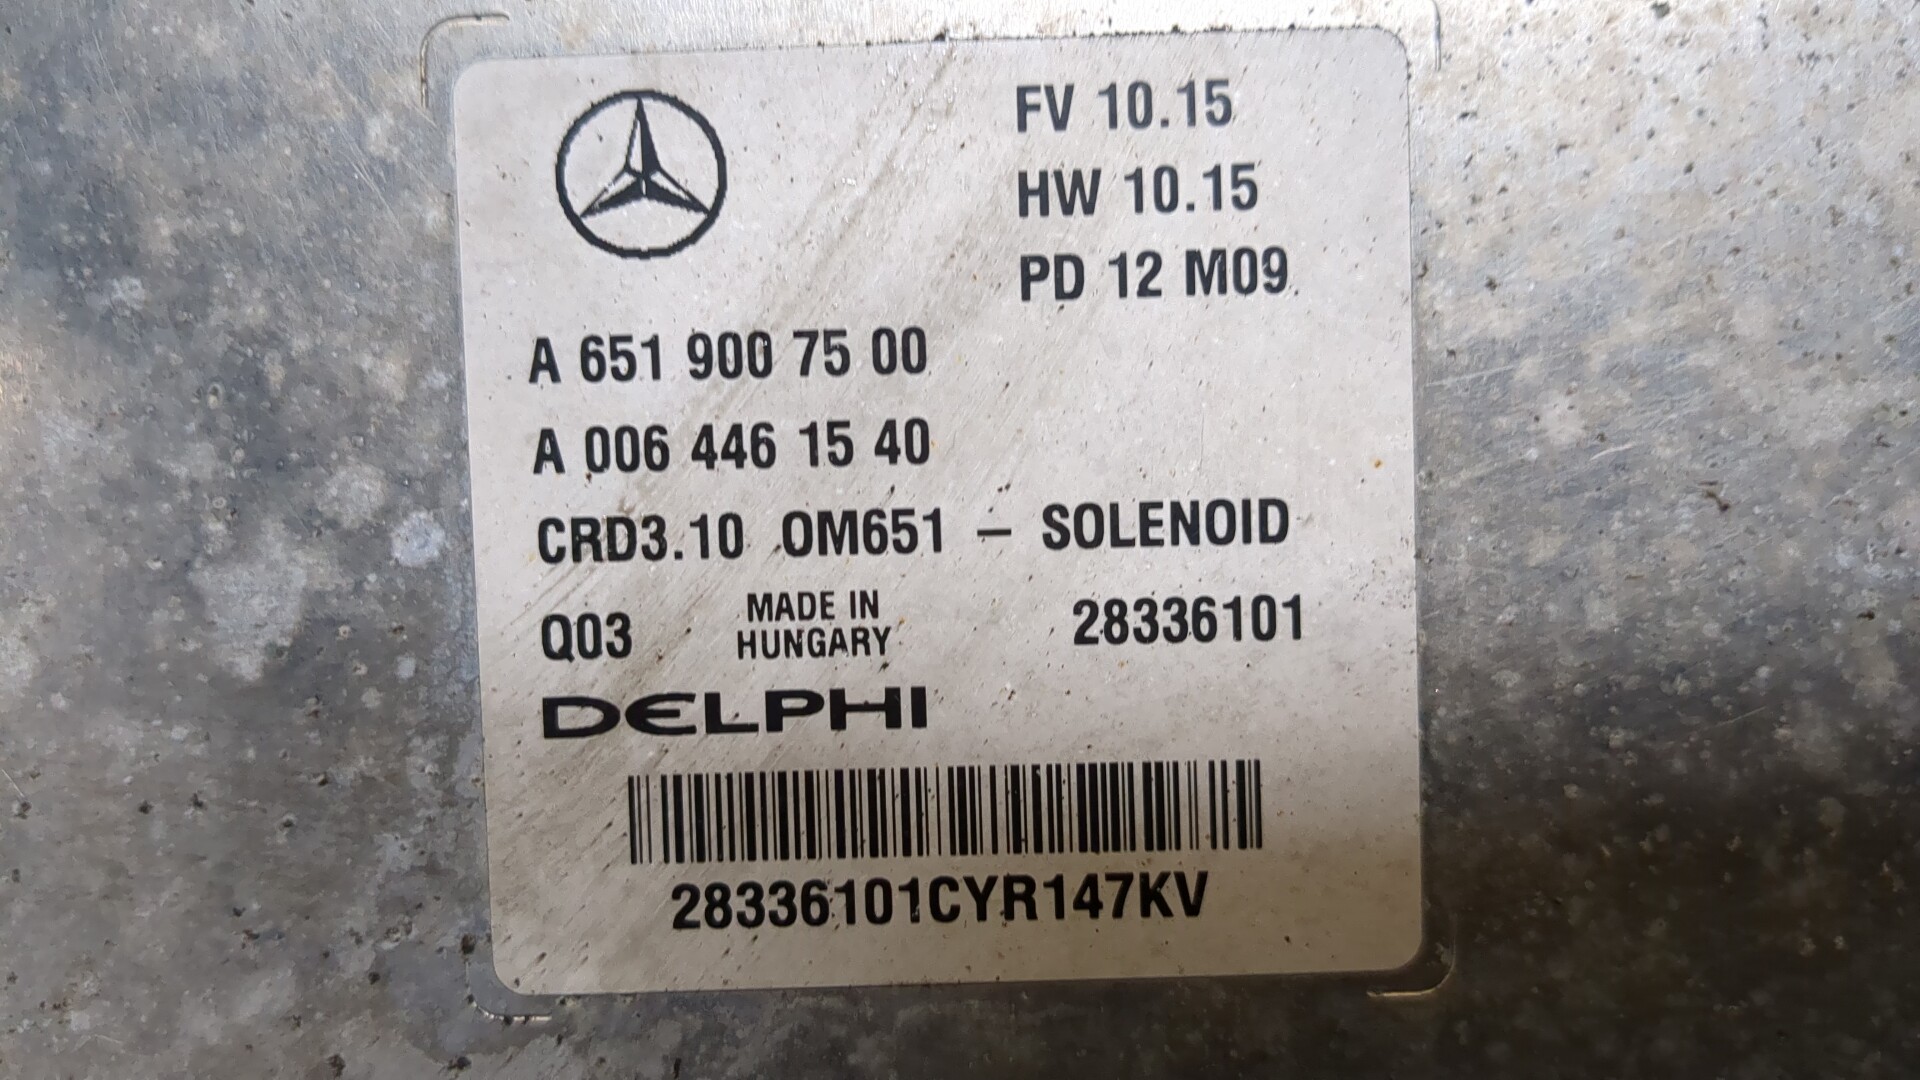 FV 10.15
HW 10.15
PD 12 M09
A 651 900 75 00
A 006 446 15 40
CRD3.10 OM651 – SOLENOID
Q03 MADE IN HUNGARY 28336101
DELPHI
28336101CYR147KV